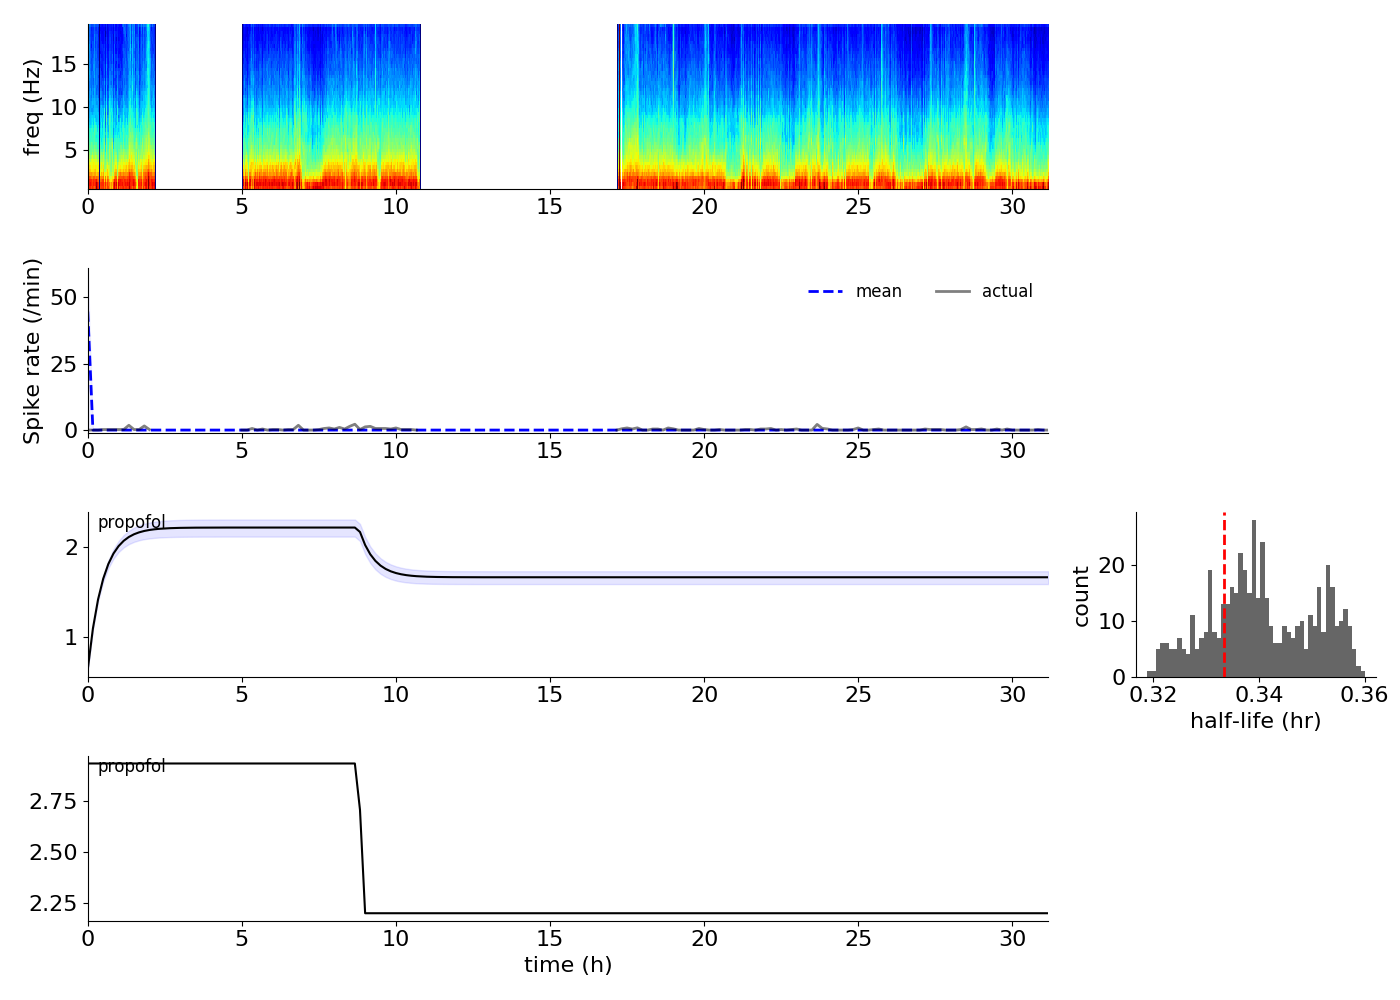 freq (Hz)
15
10
5
0 5 10 15 20 25 30
Spike rate (/min)
50
25
0
mean actual
0 5 10 15 20 25 30
propofol
2
1
0 5 10 15 20 25 30
count
20
10
0
0.32 0.34 0.36
half-life (hr)
propofol
2.75
2.50
2.25
0 5 10 15 20 25 30
time (h)